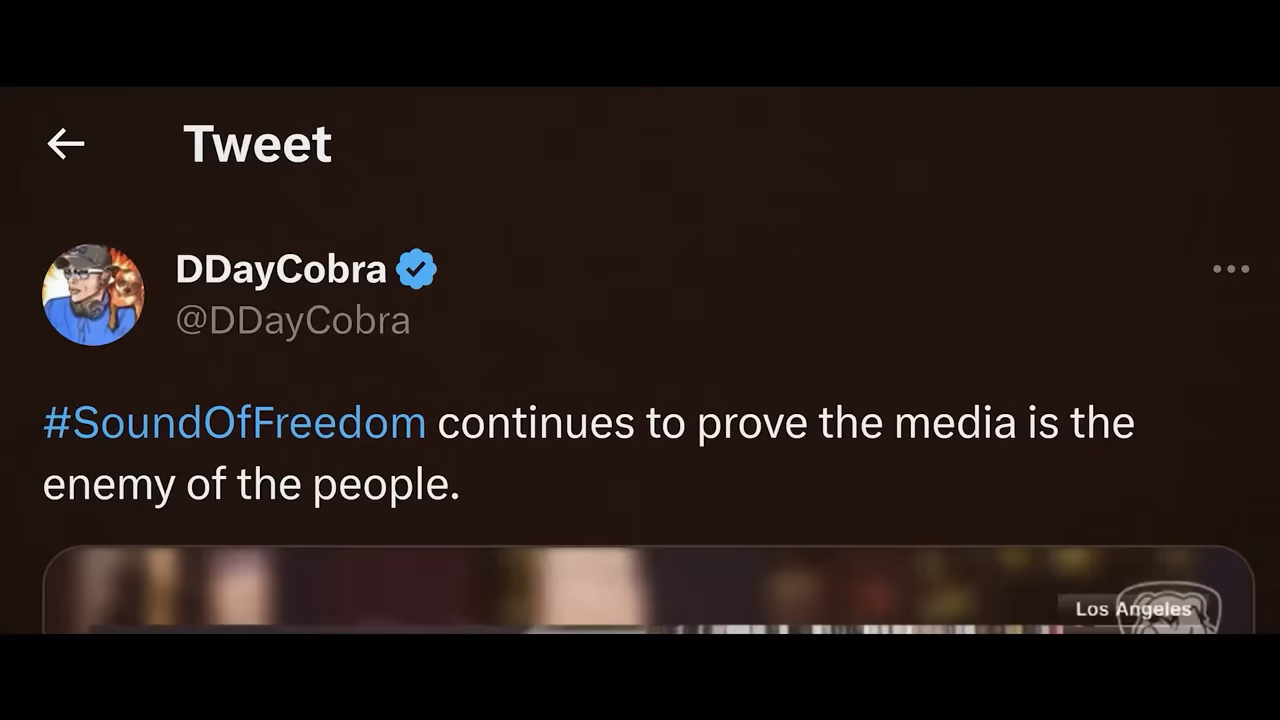 Tweet
DDayCobra
@DDayCobra
#SoundOfFreedom continues to prove the media is the
enemy of the people.
Los Angeles